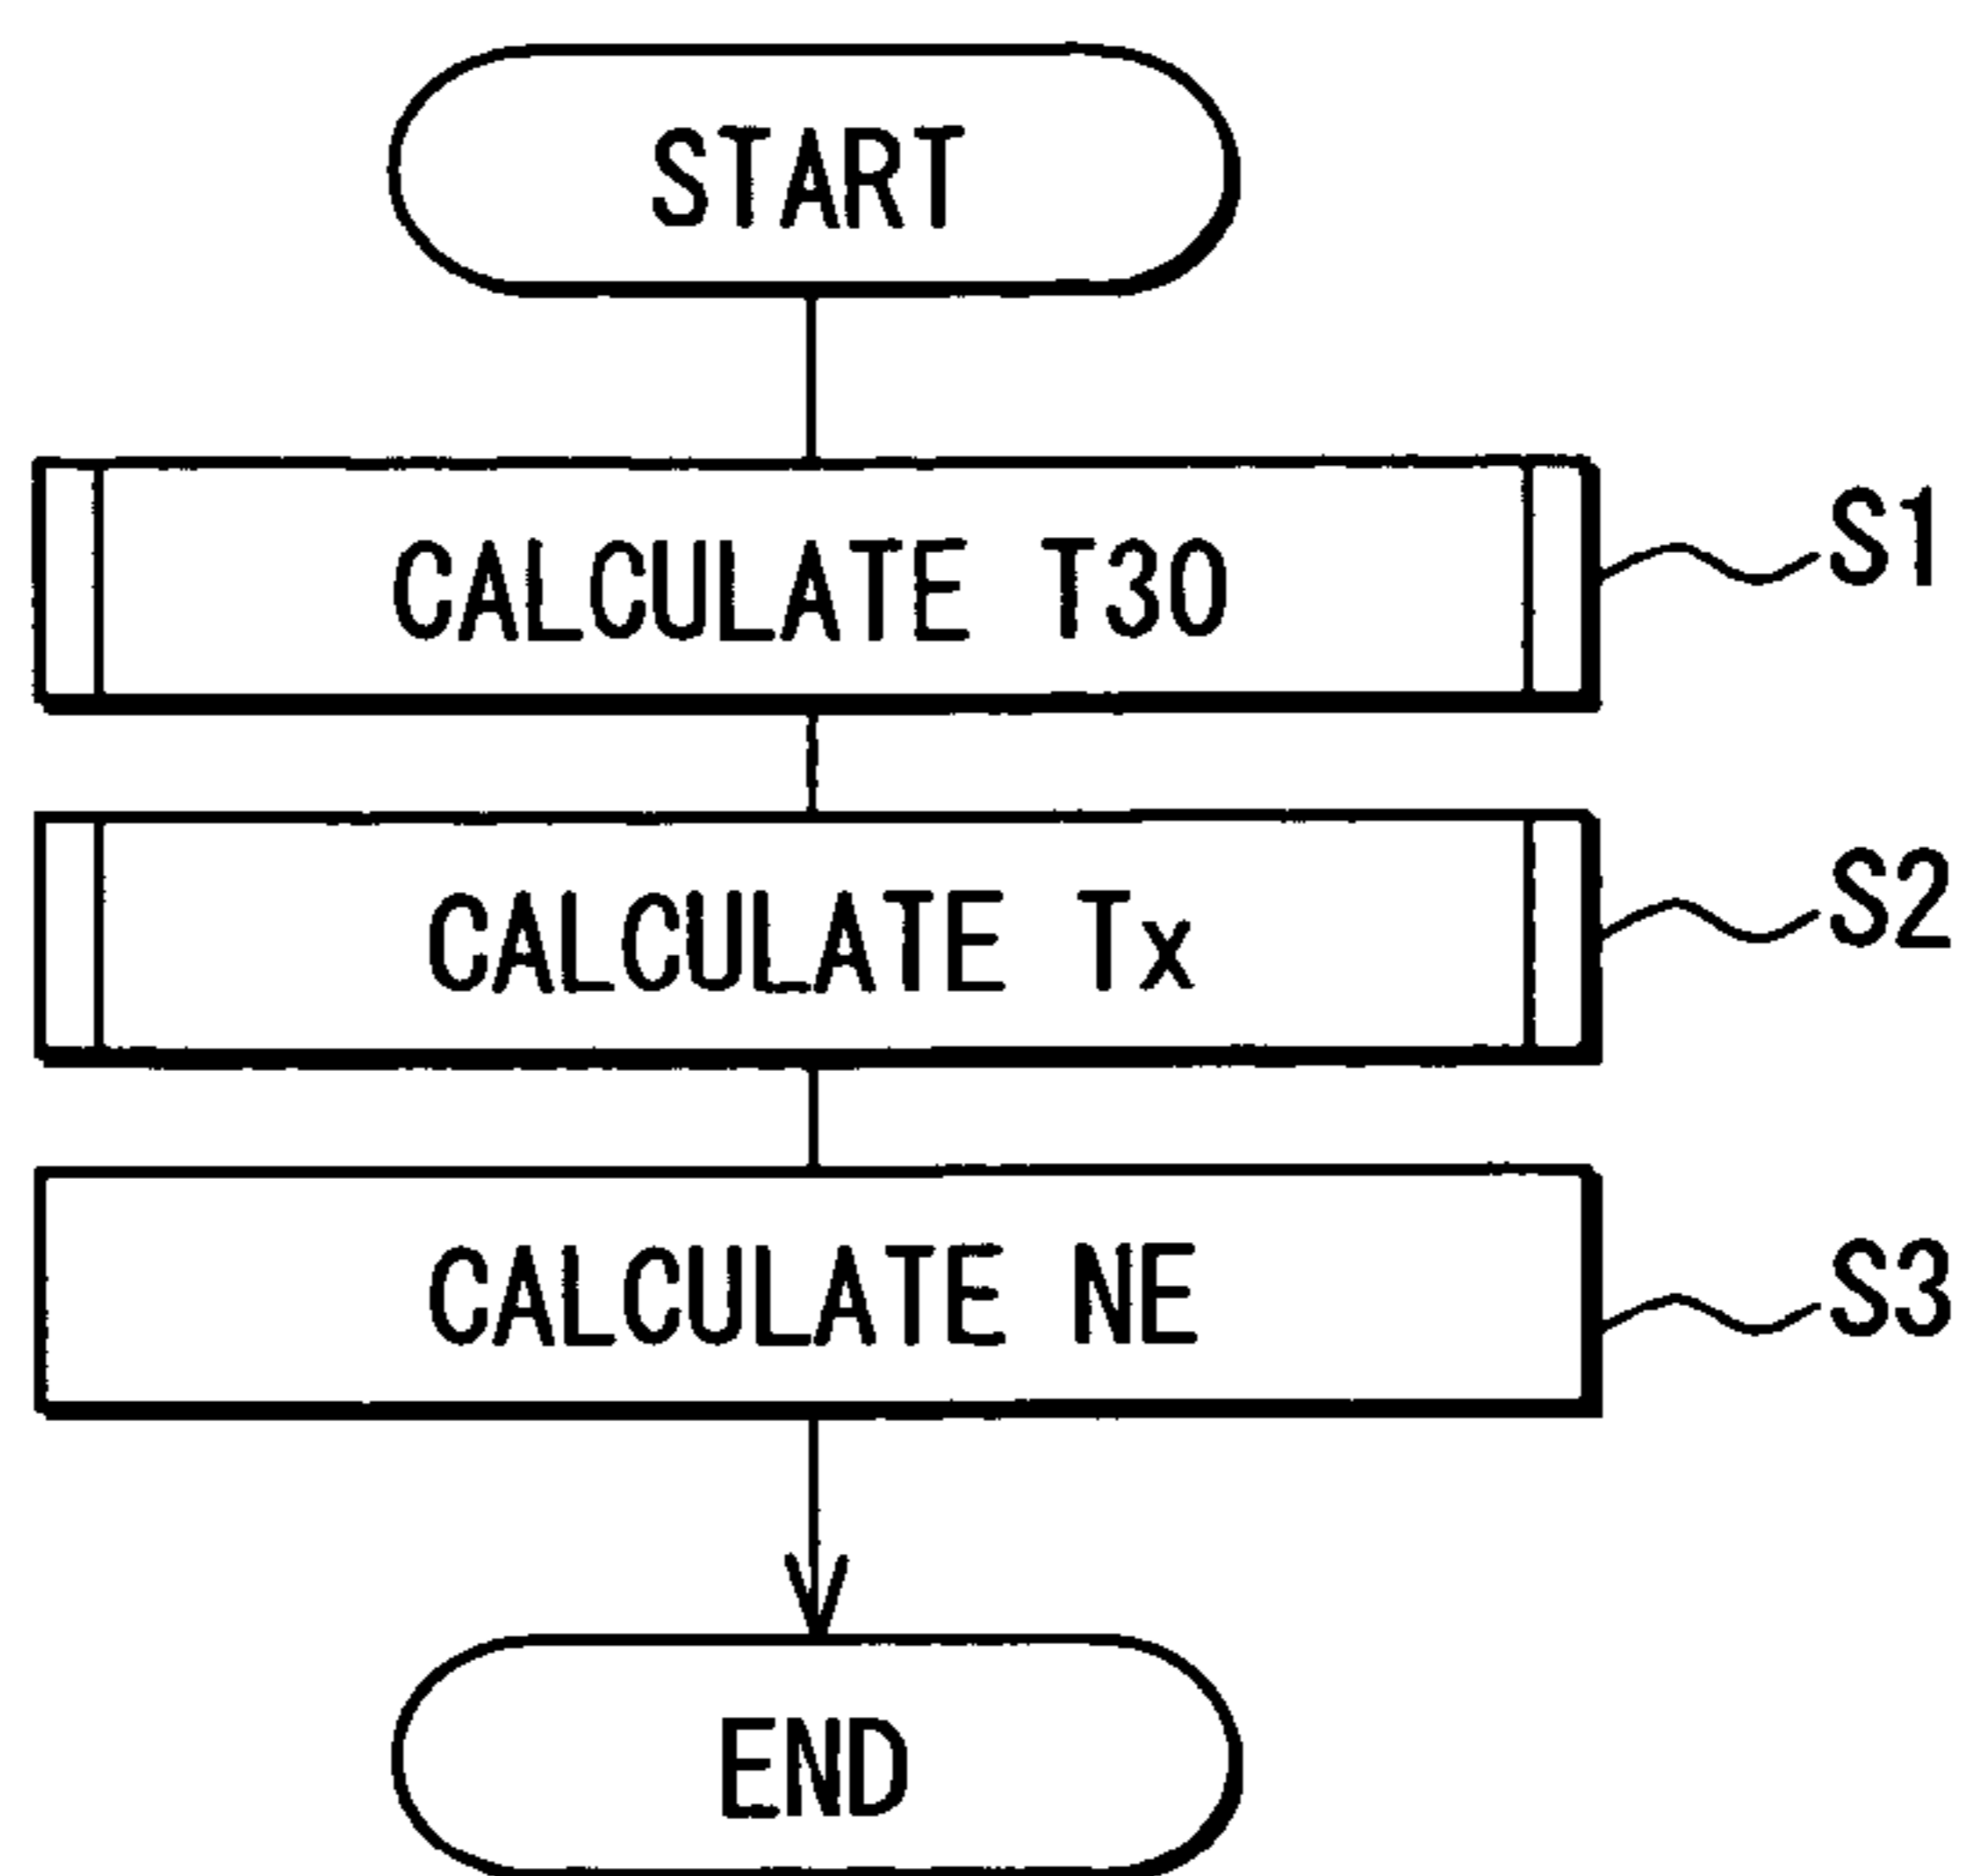 START
CALCULATE T30
S1
CALCULATE Tx
S2
CALCULATE NE
S3
END